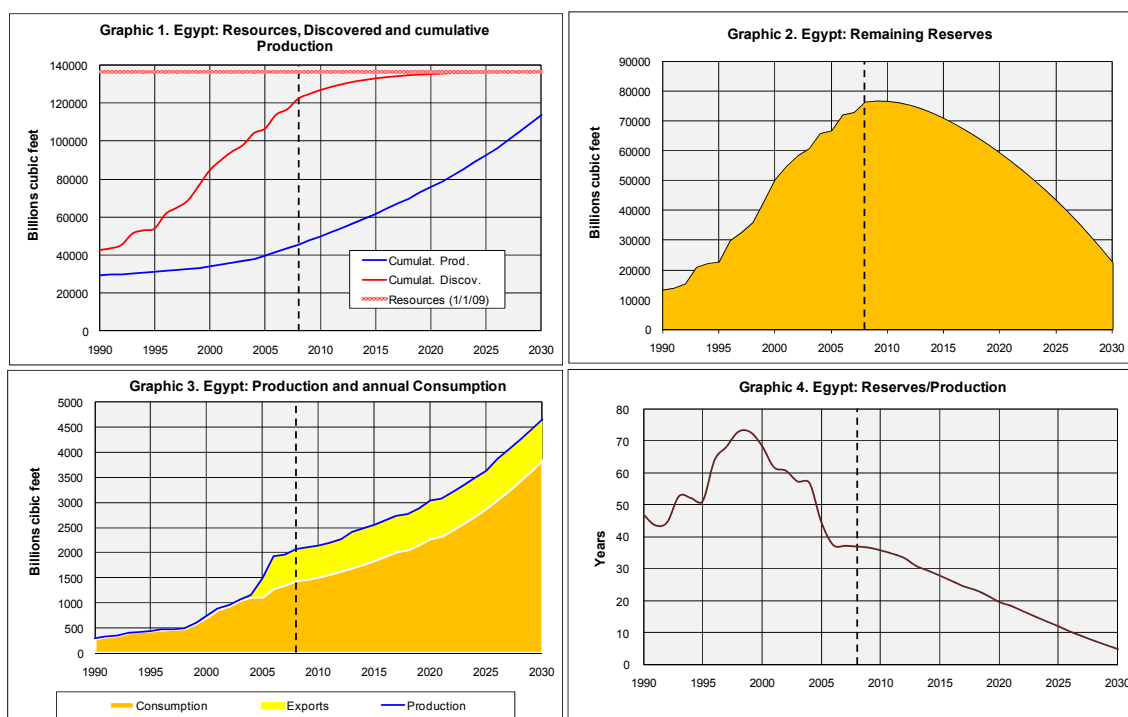 Graphic 1. Egypt: Resources, Discovered and cumulative
Production
Billions cubic feet
140000
120000
100000
80000
60000
40000
20000
0
1990 1995 2000 2005 2010 2015 2020 2025 2030
Cumulat. Prod.
Cumulat. Discov.
Resources (1/1/09)
Graphic 2. Egypt: Remaining Reserves
Billions cubic feet
90000
80000
70000
60000
50000
40000
30000
20000
10000
0
1990 1995 2000 2005 2010 2015 2020 2025 2030
Graphic 3. Egypt: Production and annual Consumption
Billions cibic feet
5000
4500
4000
3500
3000
2500
2000
1500
1000
500
0
1990 1995 2000 2005 2010 2015 2020 2025 2030
Consumption Exports Production
Graphic 4. Egypt: Reserves/Production
Years
80
70
60
50
40
30
20
10
0
1990 1995 2000 2005 2010 2015 2020 2025 2030